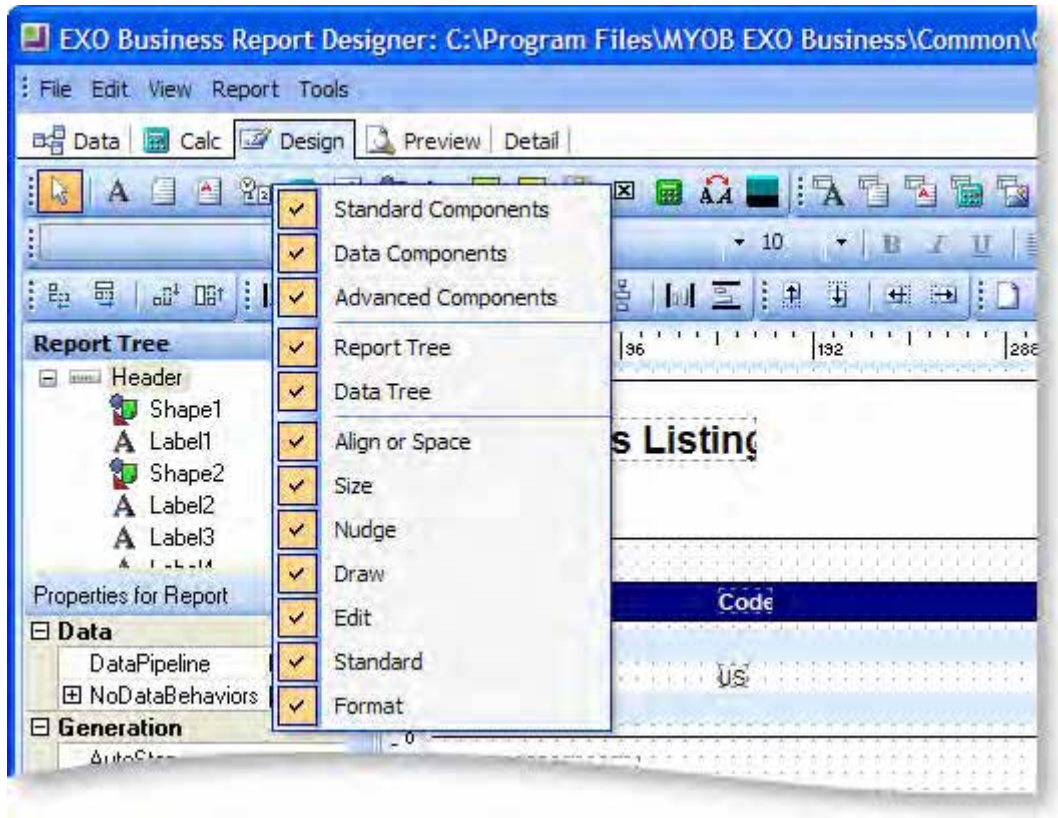 EXO Business Report Designer: C:\Program Files\MYOB EXO Business\Common\
File Edit View Report Tools
Data Calc Design Preview Detail
10 B I U
Standard Components
Data Components
Advanced Components
Report Tree
Data Tree
Align or Space
Size
Nudge
Draw
Edit
Standard
Format
Report Tree
Header
Shape1
Label1
Shape2
Label2
Label3
Properties for Report
Data
DataPipeline
NoDataBehaviors
Generation
96 192 288
s Listing
Code
US
0